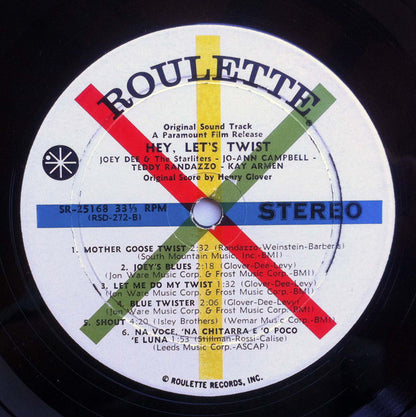 ROULETTE.
Original Sound Track
A Paramount Film Release
HEY, LET'S TWIST
JOEY DEE & The Starliters - JO-ANN CAMPBELL -
TEDDY RANDAZZO - KAY ARMEN
Original Score by Henry Glover
SR-25168 33⅓ RPM
(RSD-272-B)
STEREO
1. MOTHER GOOSE TWIST 2:32 (Randazzo-Weinstein-Barberis)
(South Mountain Music, Inc.-BMI)
2. JOEY'S BLUES 2:18 (Glover-Dee-Levy)
(Jon Ware Music Corp. & Frost Music Corp.-BMI)
3. LET ME DO MY TWIST 1:32 (Glover-Dee-Levy)
(Jon Ware Music Corp. & Frost Music Corp.-BMI)
4. BLUE TWISTER 2:06 (Glover-Dee-Levy)
(Jon Ware Music Corp. & Frost Music Corp.-BMI)
5. SHOUT 4:20 (Isley Brothers) (Wemar Music Corp.-BMI)
6. NA VOCE, 'NA CHITARRA E 'O POCO
'E LUNA 1:53 (Stillman-Rossi-Calise)
(Leeds Music Corp.-ASCAP)
© ROULETTE RECORDS, INC.